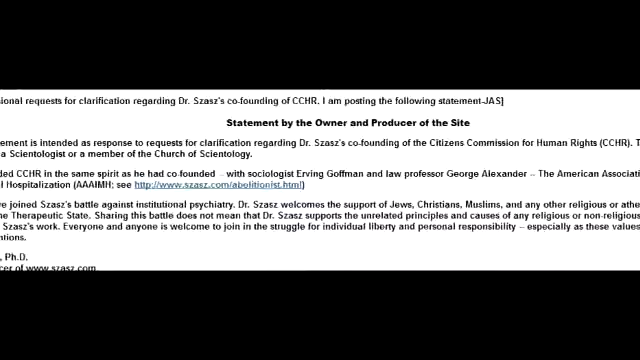 sional requests for clarification regarding Dr. Szasz's co-founding of CCHR, I am posting the following statement-JAS]
Statement by the Owner and Producer of the Site
ement is intended as response to requests for clarification regarding Dr. Szasz's co-founding of the Citizens Commission for Human Rights (CCHR). T
a Scientologist or a member of the Church of Scientology.
ded CCHR in the same spirit as he had co-founded -- with sociologist Erving Goffman and law professor George Alexander -- The American Associati
l Hospitalization (AAAIMH; see http://www.szasz.com/abolitionist.html)
ve joined Szasz's battle against institutional psychiatry. Dr. Szasz welcomes the support of Jews, Christians, Muslims, and any other religious or athe
he Therapeutic State. Sharing this battle does not mean that Dr. Szasz supports the unrelated principles and causes of any religious or non-religious
Szasz's work. Everyone and anyone is welcome to join in the struggle for individual liberty and personal responsibility -- especially as these values
ntions.
, Ph.D.
cer of www.szasz.com